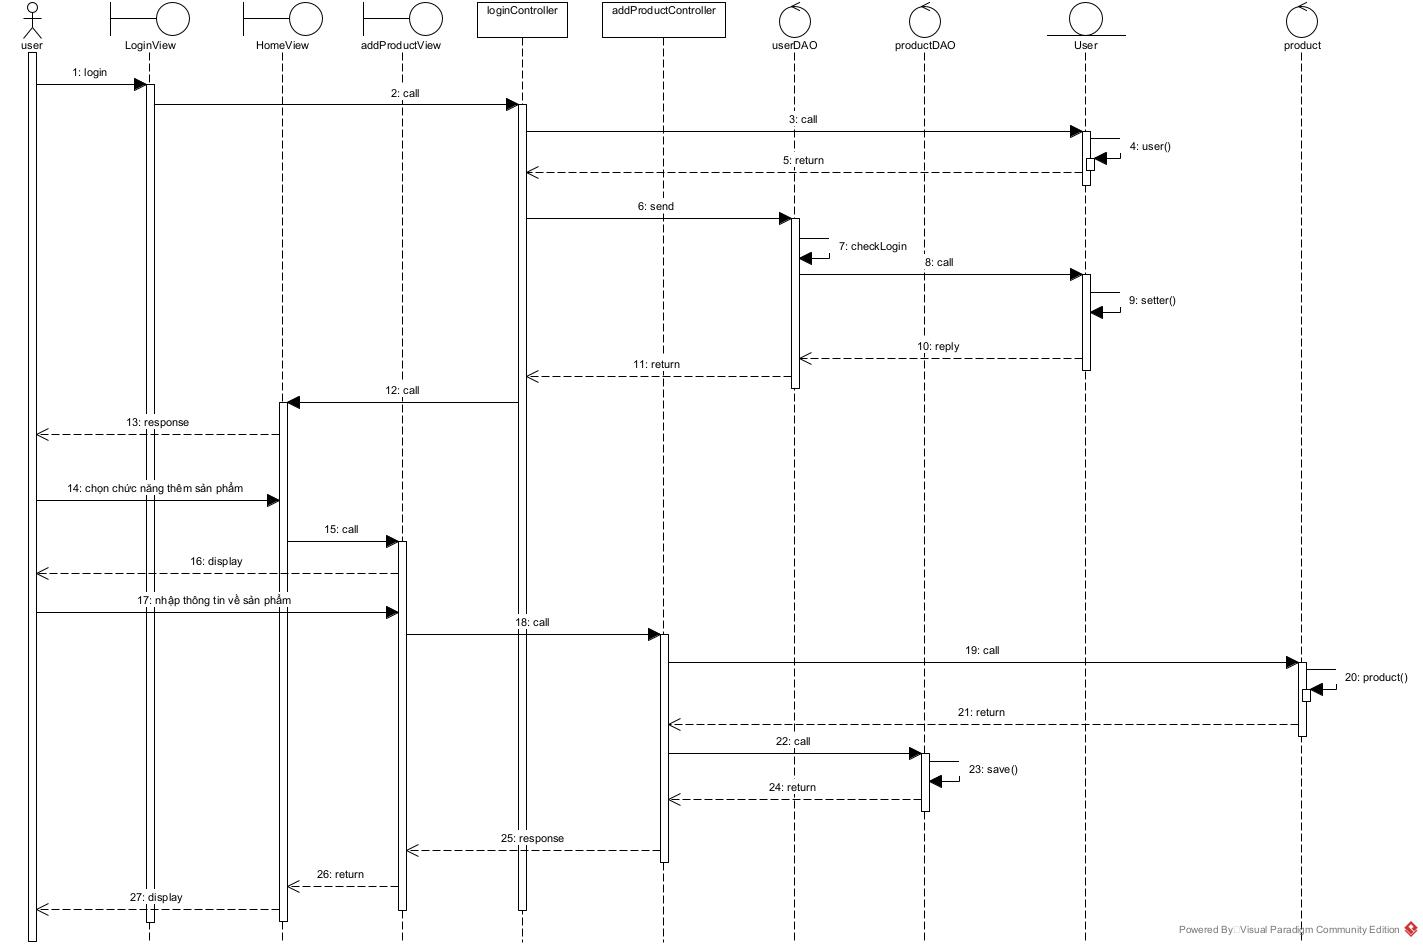 loginController
addProductController
user
LoginView
HomeView
addProductView
userDAO
productDAO
User
product
1: login
2: call
3: call
4: user()
5: return
6: send
7: checkLogin
8: call
9: setter()
10: reply
11: return
12: call
13: response
14: chọn chức năng thêm sản phẩm
15: call
16: display
17: nhập thông tin về sản phẩm
18: call
19: call
20: product()
21: return
22: call
23: save()
24: return
25: response
26: return
27: display
Powered By Visual Paradigm Community Edition